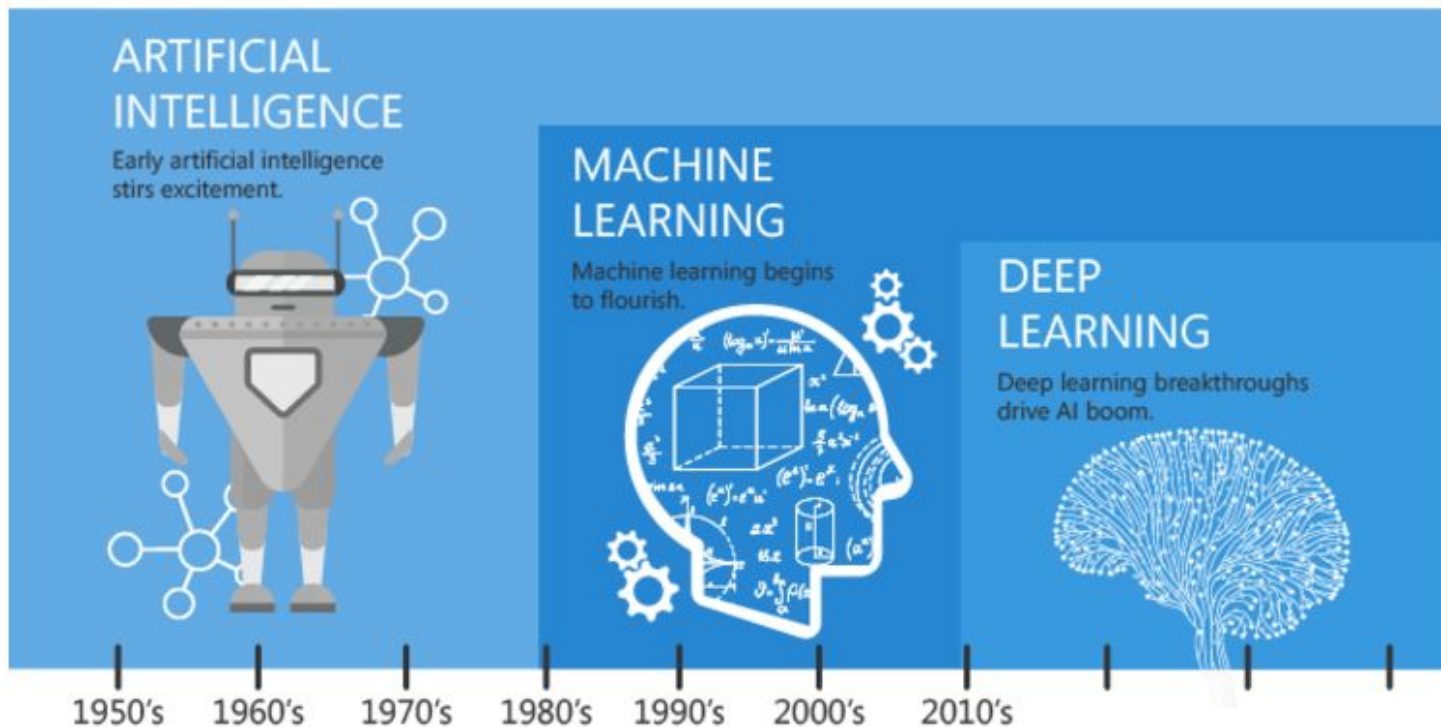 ARTIFICIAL
INTELLIGENCE
Early artificial intelligence
stirs excitement.
MACHINE
LEARNING
Machine learning begins
to flourish.
DEEP
LEARNING
Deep learning breakthroughs
drive AI boom.
1950's 1960's 1970's 1980's 1990's 2000's 2010's